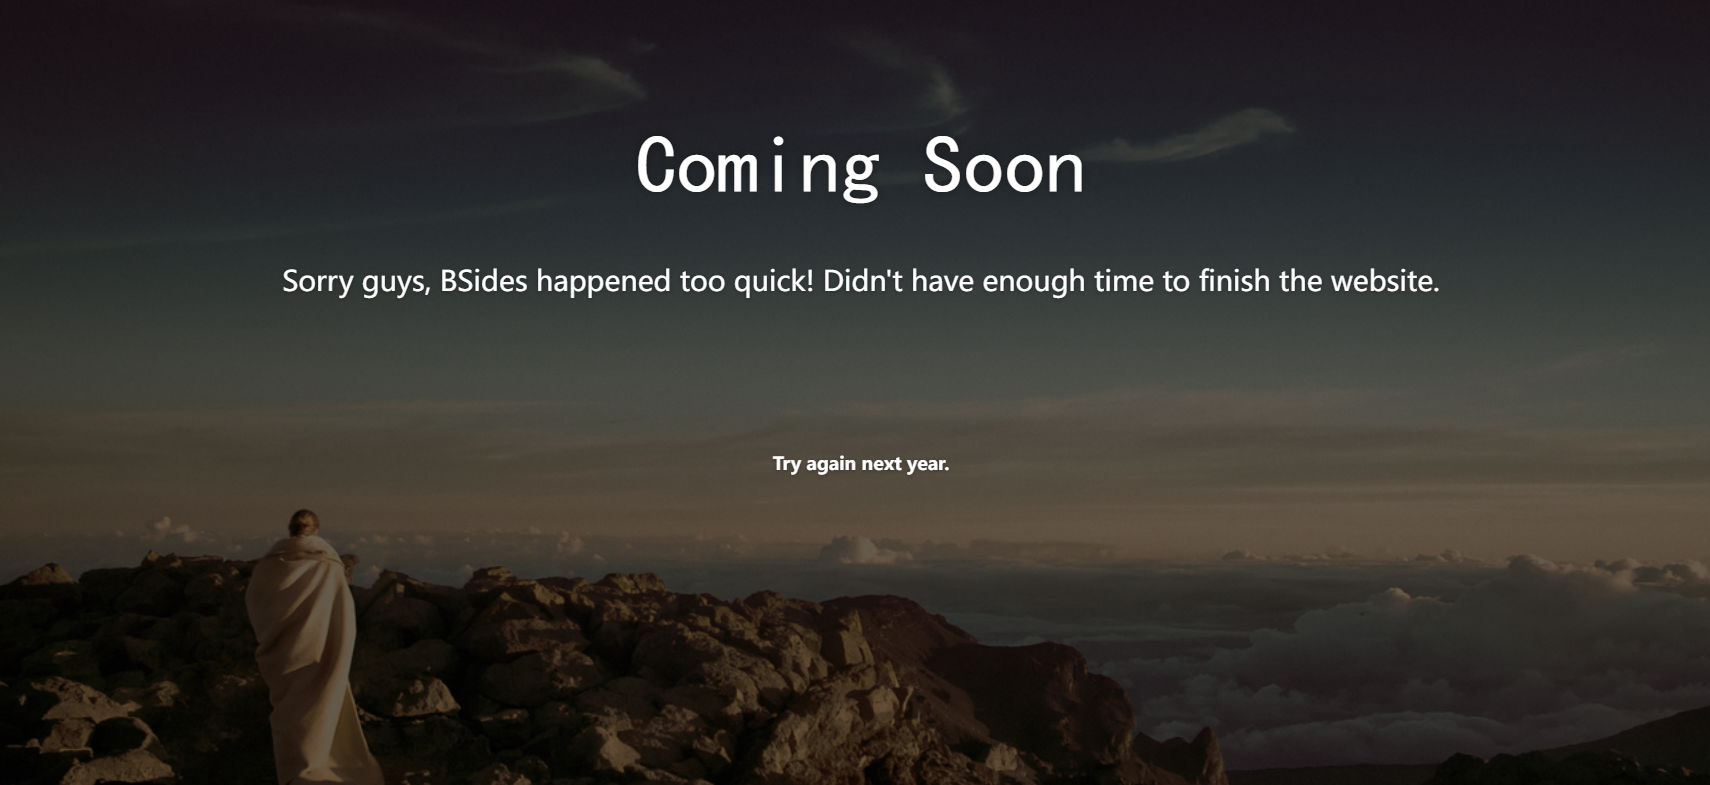 Coming Soon
Sorry guys, BSides happened too quick! Didn't have enough time to finish the website.
Try again next year.